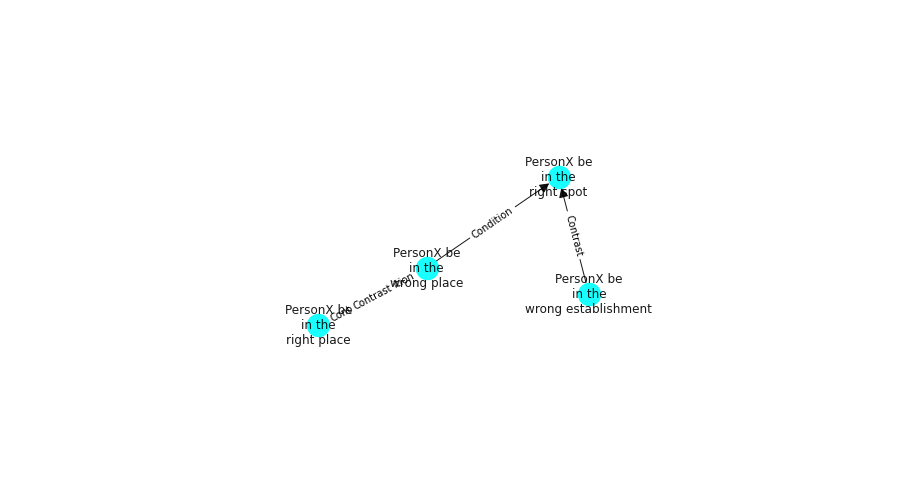 PersonX be
in the
right spot
Condition
Contrast
PersonX be
in the
wrong place
PersonX be
in the
wrong establishment
Contrast
PersonX be
in the
right place